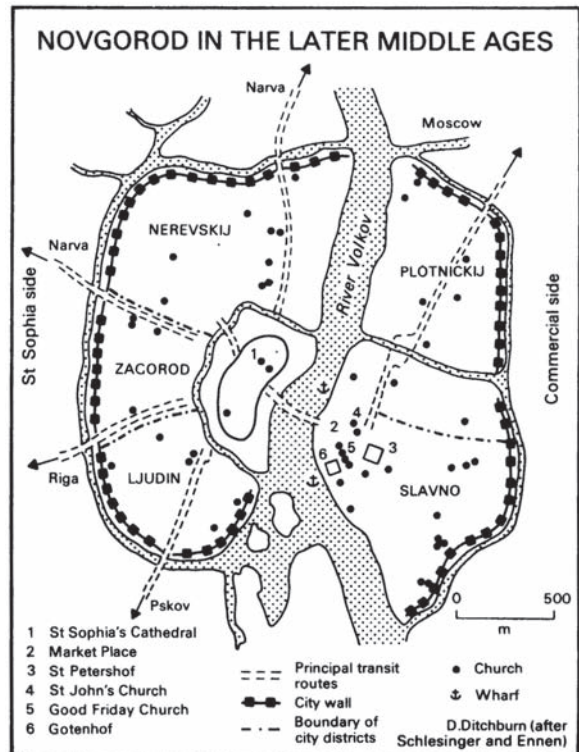 NOVGOROD IN THE LATER MIDDLE AGES
Narva
Moscow
NEREVSKIJ
PLOTNICKIJ
Narva
River Volkov
St Sophia side
Commercial side
ZAGOROD
1
2
4
5
3
6
Riga
LJUDIN
SLAVNO
Pskov
0 500
m
1 St Sophia's Cathedral
2 Market Place
3 St Petershof
4 St John's Church
5 Good Friday Church
6 Gotenhof
Principal transit
routes
City wall
Boundary of
city districts
Church
Wharf
D.Ditchburn (after
Schlesinger and Ennen)